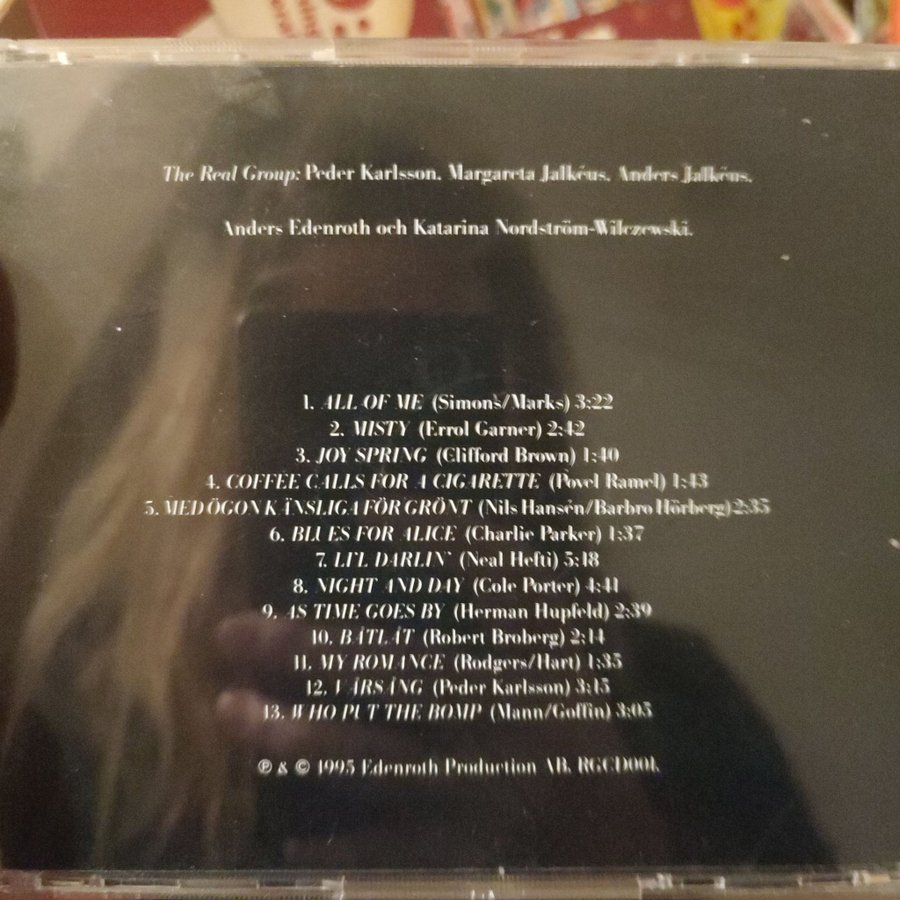 The Real Group: Peder Karlsson, Margareta Jalkéus, Anders Jalkéus,
Anders Edenroth och Katarina Nordström-Wilczewski.
1. ALL OF ME (Simons/Marks) 3:22
2. MISTY (Errol Garner) 2:42
3. JOY SPRING (Clifford Brown) 1:40
4. COFFEE CALLS FOR A CIGARETTE (Povel Ramel) 1:43
5. MED ÖGON KÄNSLIGA FÖR GRÖNT (Nils Hansén/Barbro Hörberg) 2:35
6. BLUES FOR ALICE (Charlie Parker) 1:37
7. LI'L DARLIN' (Neal Hefti) 5:18
8. NIGHT AND DAY (Cole Porter) 4:41
9. AS TIME GOES BY (Herman Hupfeld) 2:39
10. BÅTLÅT (Robert Broberg) 2:14
11. MY ROMANCE (Rodgers/Hart) 1:35
12. VÅRSÅNG (Peder Karlsson) 3:45
13. WHO PUT THE BOMP (Mann/Goffin) 3:05
℗ & © 1995 Edenroth Production AB. RGCD001.